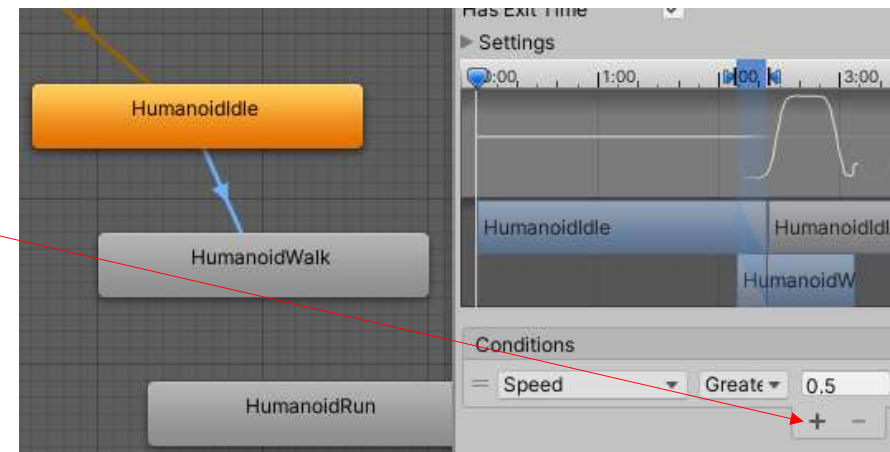 Has Exit Time
Settings
0:00 1:00 3:00
HumanoidIdle
HumanoidWalk
HumanoidRun
HumanoidIdle HumanoidIdl
HumanoidW
Conditions
Speed Greate 0.5
+ −